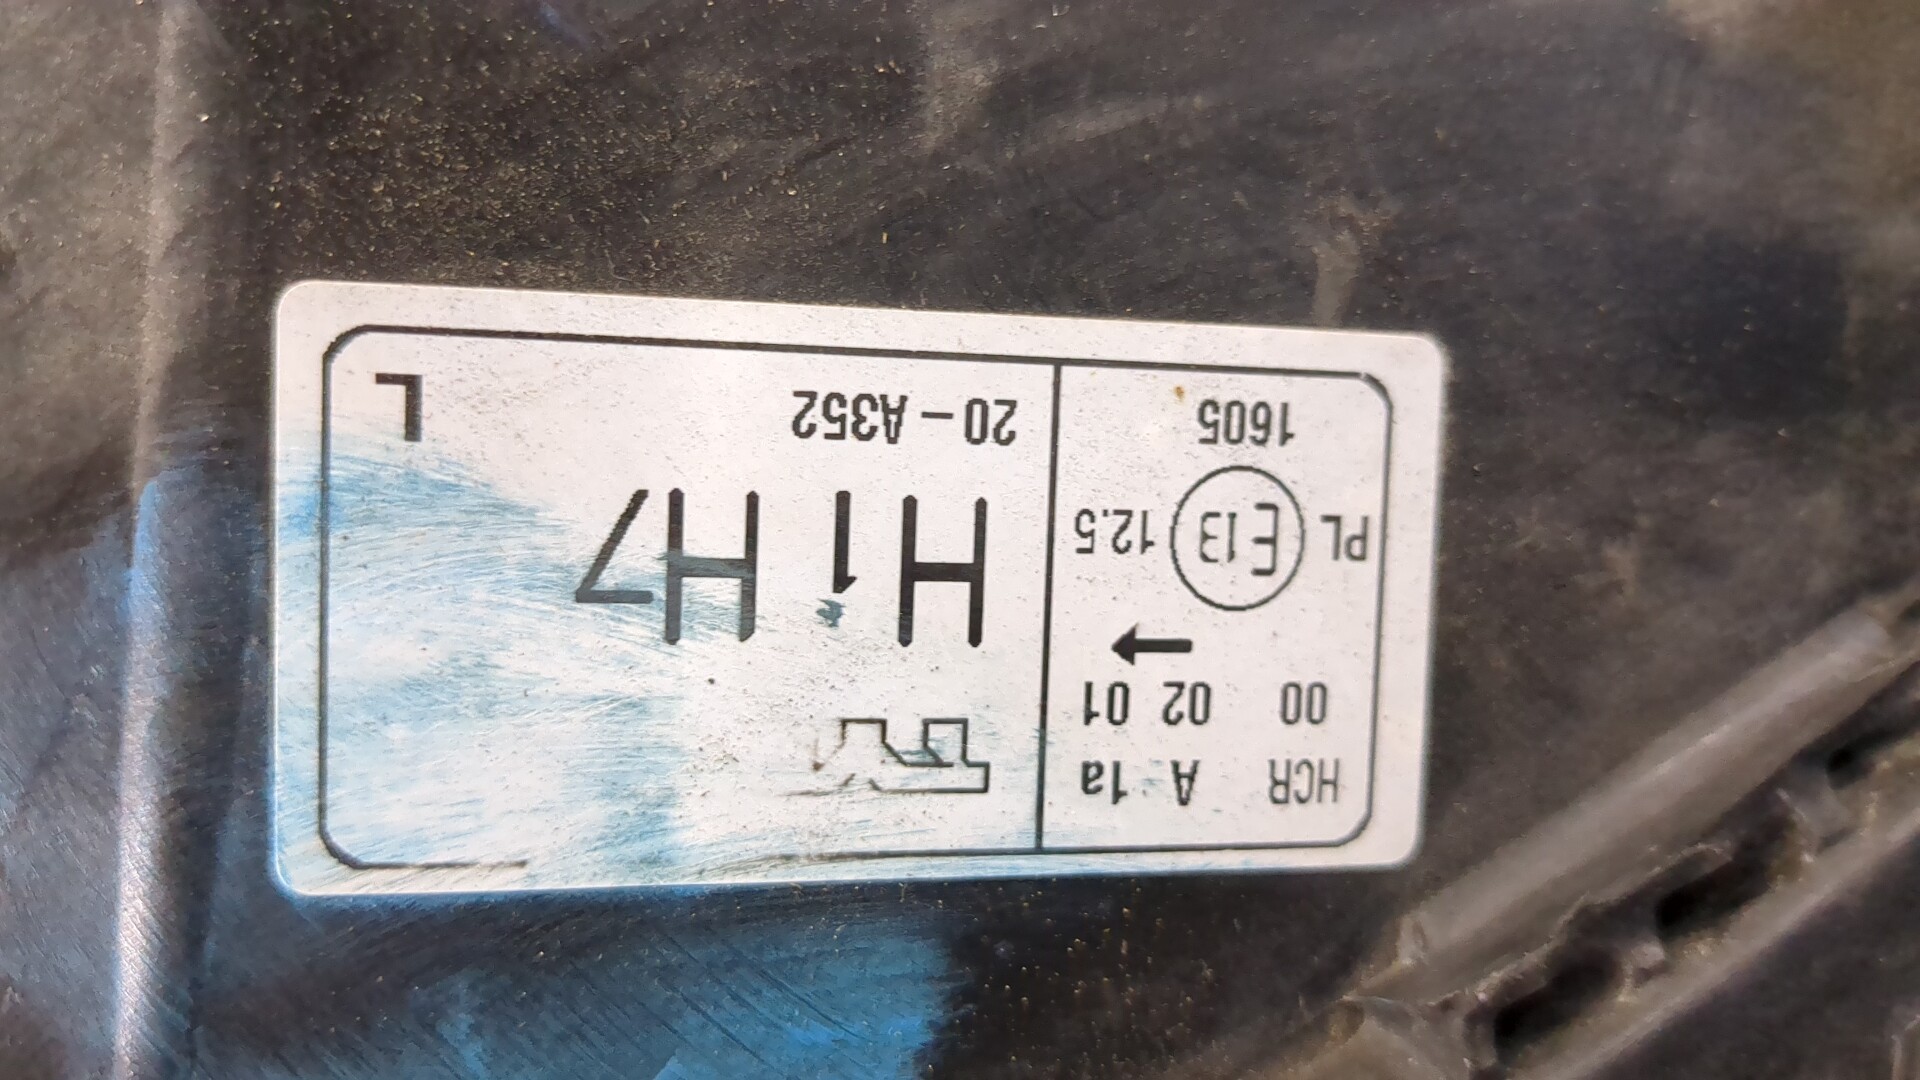 HCR A 1a
00 02 01
PL E13 12.5
1605
H1 H7
20-A352
L